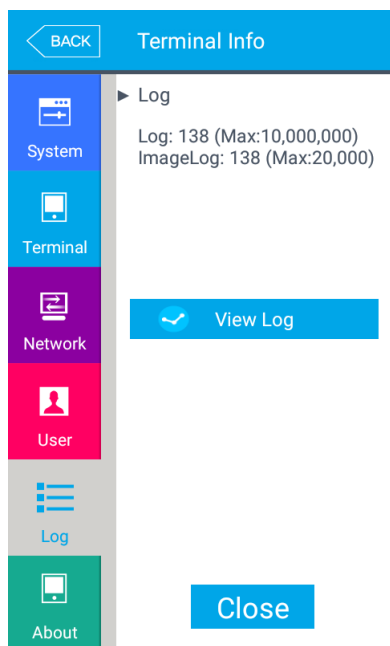 BACK
Terminal Info
System
Terminal
Network
User
Log
About
▶ Log
Log: 138 (Max:10,000,000)
ImageLog: 138 (Max:20,000)
View Log
Close